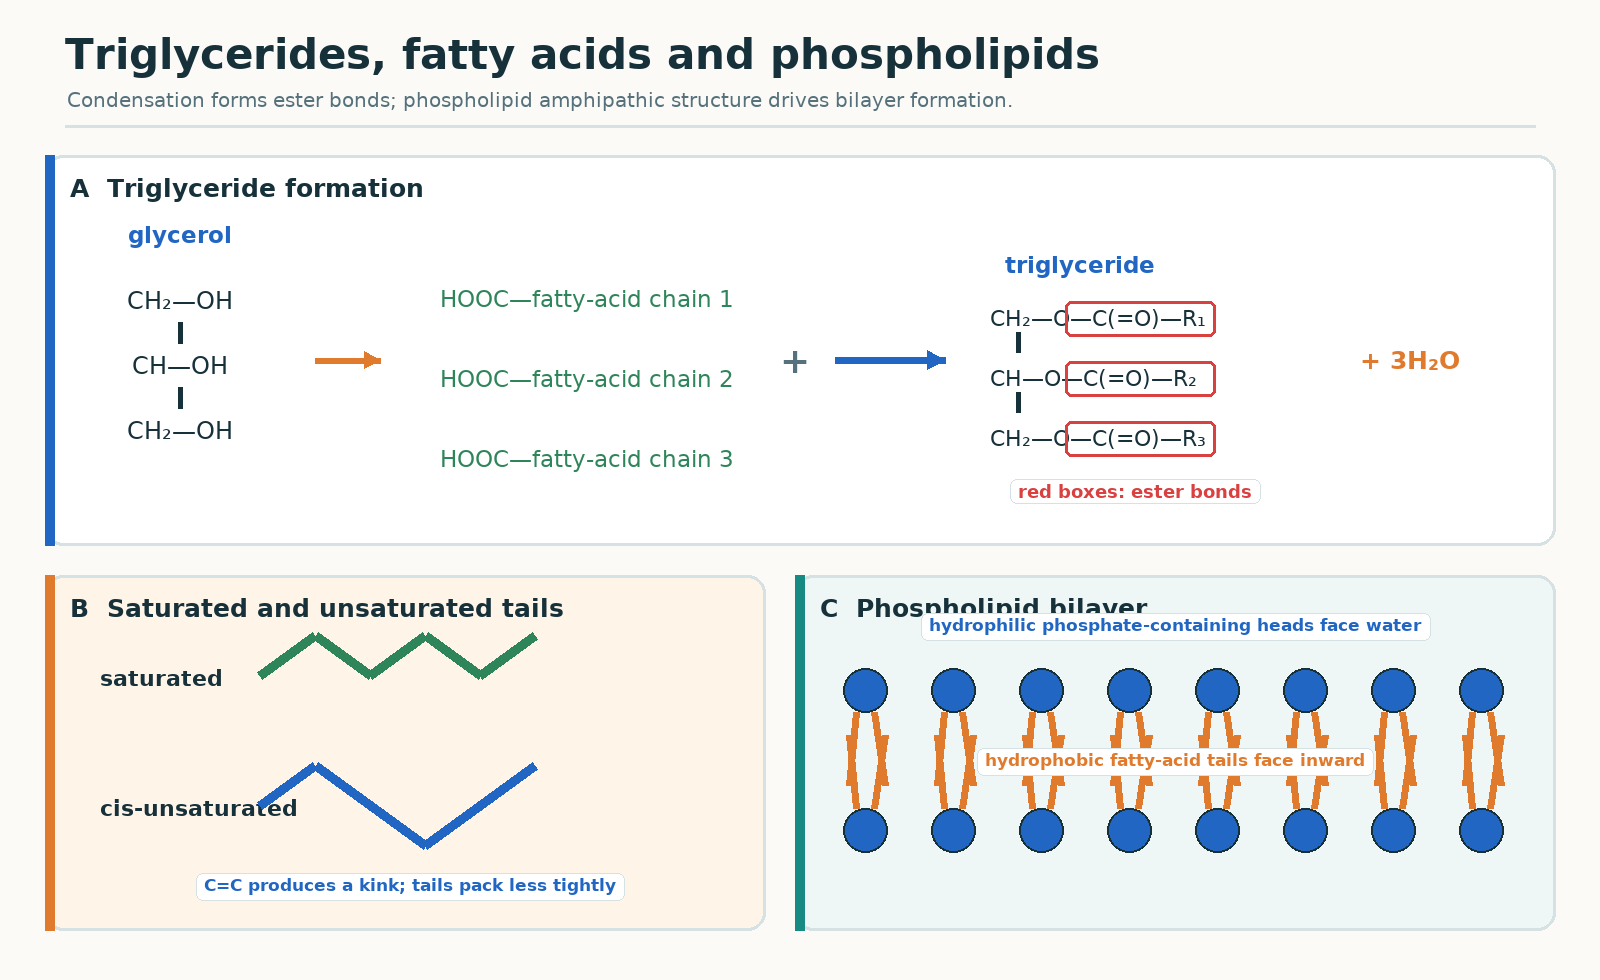 Triglycerides, fatty acids and phospholipids
Condensation forms ester bonds; phospholipid amphipathic structure drives bilayer formation.
A Triglyceride formation
glycerol
CH₂—OH
CH—OH
CH₂—OH
HOOC—fatty-acid chain 1
HOOC—fatty-acid chain 2
HOOC—fatty-acid chain 3
+
triglyceride
CH₂—O—C(=O)—R₁
CH—O—C(=O)—R₂
CH₂—O—C(=O)—R₃
red boxes: ester bonds
+ 3H₂O
B Saturated and unsaturated tails
saturated
cis-unsaturated
C=C produces a kink; tails pack less tightly
C Phospholipid bilayer
hydrophilic phosphate-containing heads face water
hydrophobic fatty-acid tails face inward